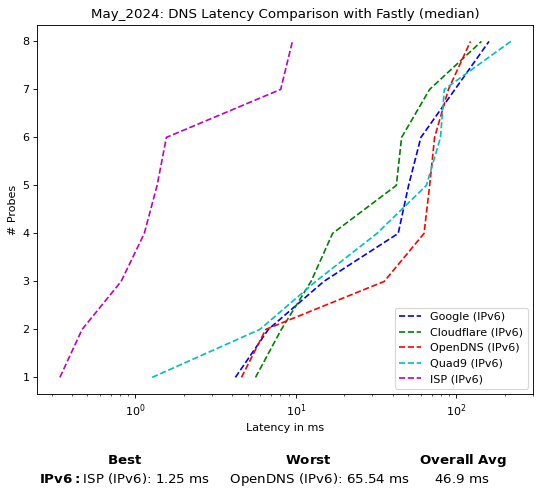 May_2024: DNS Latency Comparison with Fastly (median)
8
7
6
5
4
3
2
1
# Probes
Google (IPv6)
Cloudflare (IPv6)
OpenDNS (IPv6)
Quad9 (IPv6)
ISP (IPv6)
10⁰ 10¹ 10²
Latency in ms
Best Worst Overall Avg
IPv6: ISP (IPv6): 1.25 ms OpenDNS (IPv6): 65.54 ms 46.9 ms